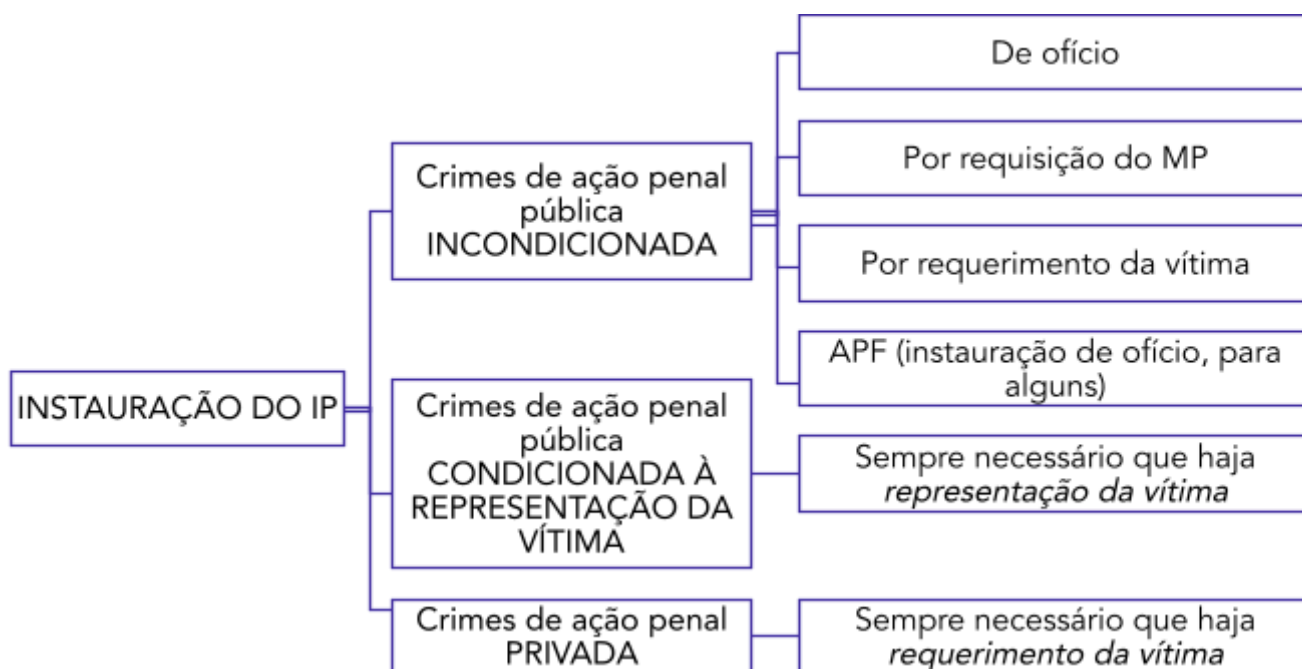 INSTAURAÇÃO DO IP
Crimes de ação penal
pública
INCONDICIONADA
De ofício
Por requisição do MP
Por requerimento da vítima
APF (instauração de ofício, para
alguns)
Crimes de ação penal
pública
CONDICIONADA À
REPRESENTAÇÃO DA
VÍTIMA
Sempre necessário que haja
representação da vítima
Crimes de ação penal
PRIVADA
Sempre necessário que haja
requerimento da vítima